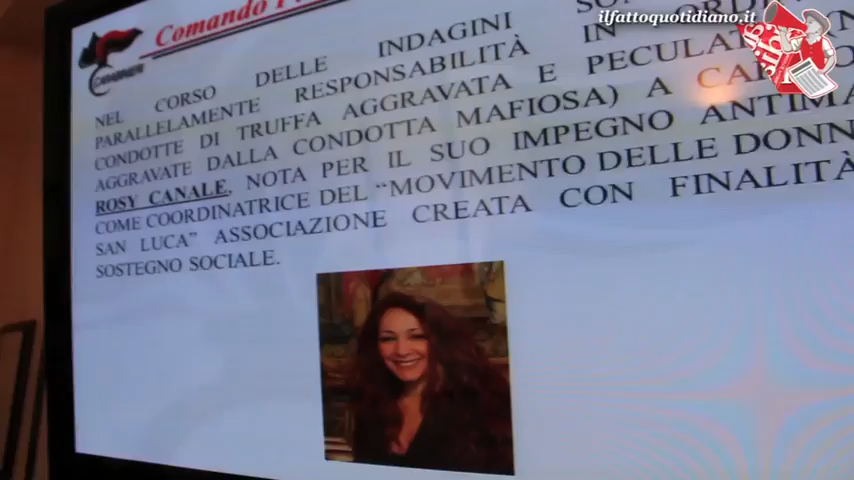 ilfattoquotidiano.it
Comando
CARABINIERI
NEL CORSO DELLE INDAGINI
PARALLELAMENTE RESPONSABILITÀ IN
CONDOTTE DI TRUFFA AGGRAVATA E PECULAT
AGGRAVATE DALLA CONDOTTA MAFIOSA) A
ROSY CANALE, NOTA PER IL SUO IMPEGNO ANTIMA
COME COORDINATRICE DEL “MOVIMENTO DELLE DONN
SAN LUCA” ASSOCIAZIONE CREATA CON FINALITÀ
SOSTEGNO SOCIALE.